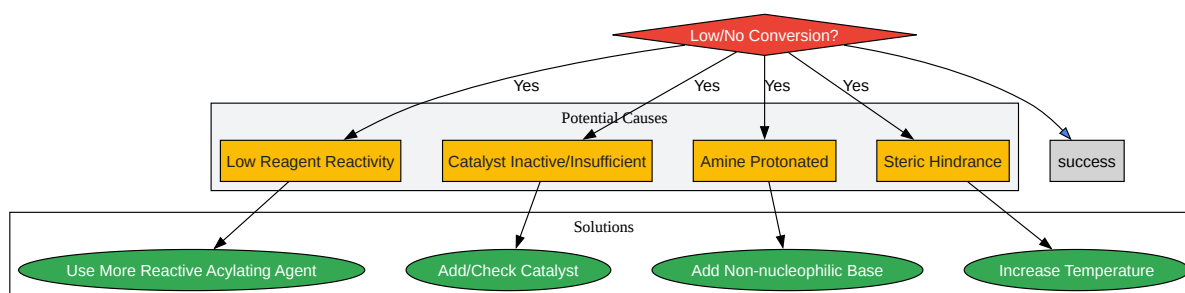 Low/No Conversion?
Yes
Yes
Yes
Yes
Potential Causes
Low Reagent Reactivity
Catalyst Inactive/Insufficient
Amine Protonated
Steric Hindrance
success
Solutions
Use More Reactive Acylating Agent
Add/Check Catalyst
Add Non-nucleophilic Base
Increase Temperature